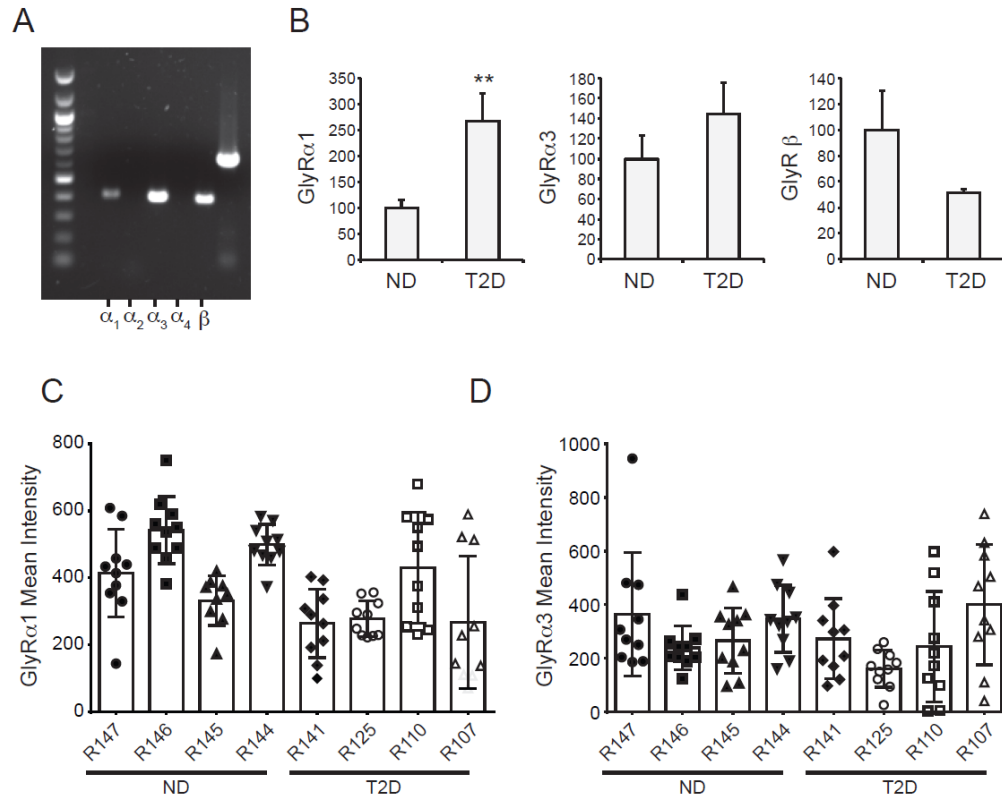 A
α1 α2 α3 α4 β
B
GlyRα1
350
300
250
200
150
100
50
0
**
ND T2D
GlyRα3
180
160
140
120
100
80
60
40
20
0
ND T2D
GlyR β
140
120
100
80
60
40
20
0
ND T2D
C
GlyRα1 Mean Intensity
800
600
400
200
0
R147 R146 R145 R144 R141 R125 R110 R107
ND T2D
D
GlyRα3 Mean Intensity
1000
800
600
400
200
0
R147 R146 R145 R144 R141 R125 R110 R107
ND T2D